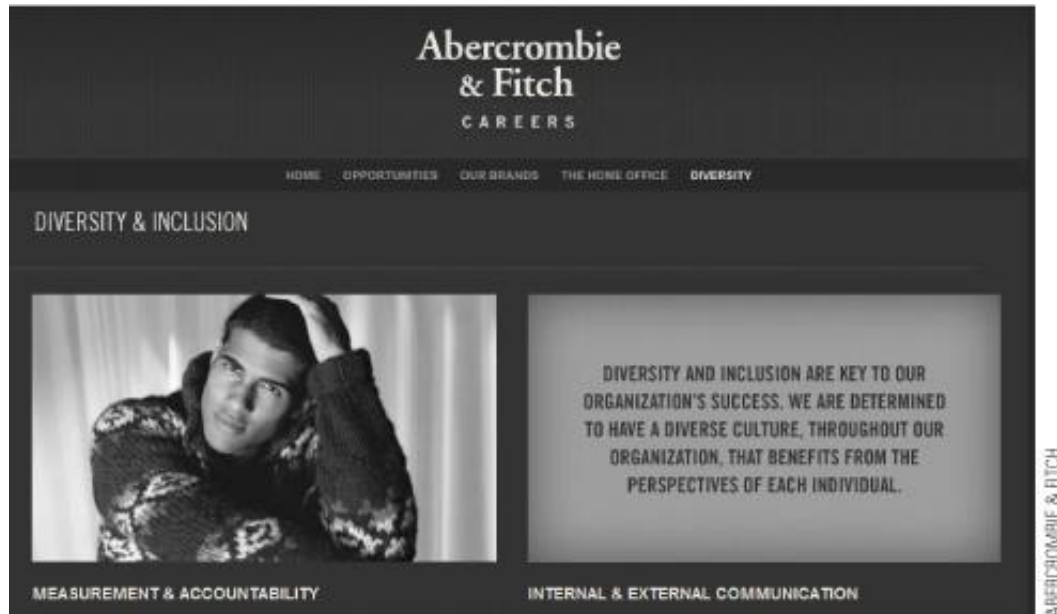 Abercrombie
& Fitch
CAREERS
HOME OPPORTUNITIES OUR BRANDS THE HOME OFFICE DIVERSITY
DIVERSITY & INCLUSION
DIVERSITY AND INCLUSION ARE KEY TO OUR
ORGANIZATION'S SUCCESS. WE ARE DETERMINED
TO HAVE A DIVERSE CULTURE, THROUGHOUT OUR
ORGANIZATION, THAT BENEFITS FROM THE
PERSPECTIVES OF EACH INDIVIDUAL.
MEASUREMENT & ACCOUNTABILITY
INTERNAL & EXTERNAL COMMUNICATION
ABERCROMBIE & FITCH